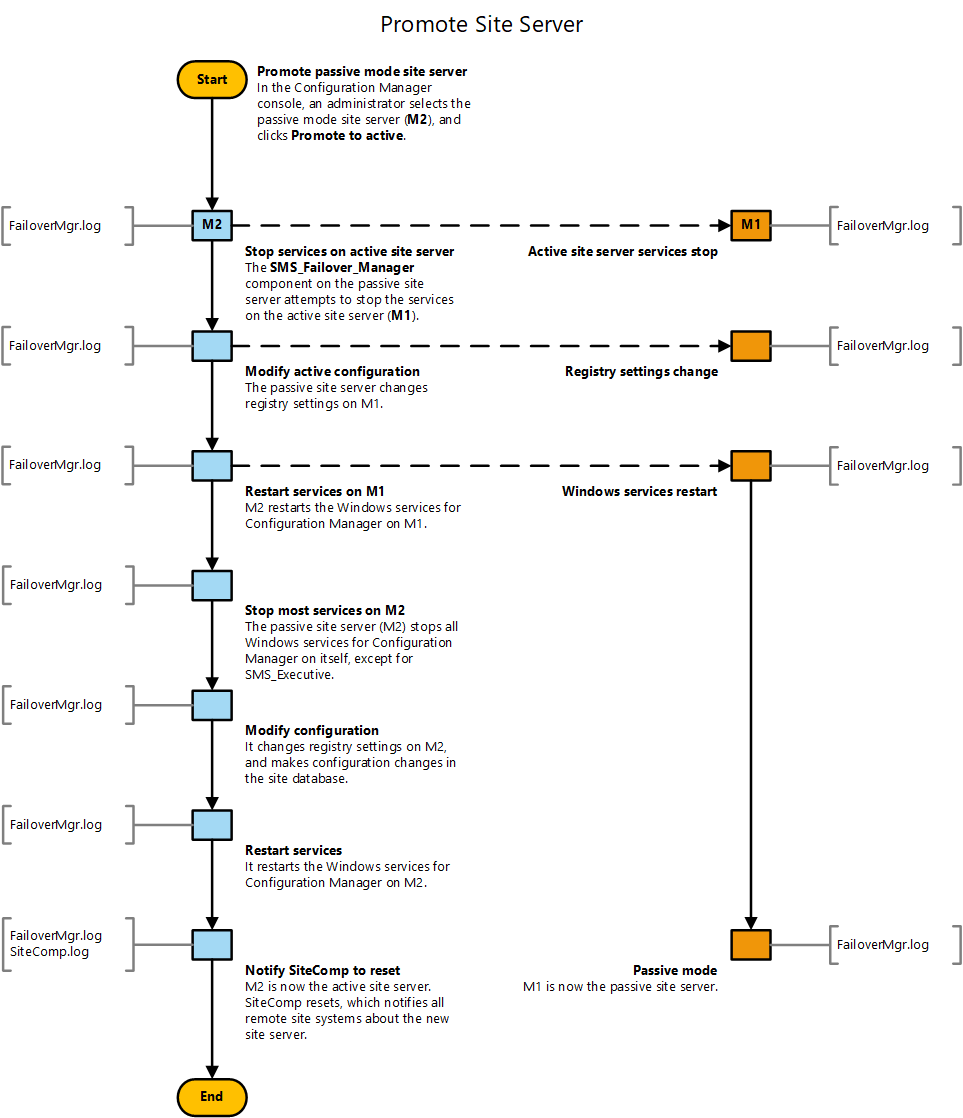 Promote Site Server
Start
Promote passive mode site server
In the Configuration Manager
console, an administrator selects the
passive mode site server (M2), and
clicks Promote to active.
FailoverMgr.log
M2
M1
FailoverMgr.log
Stop services on active site server
The SMS_Failover_Manager
component on the passive site
server attempts to stop the services
on the active site server (M1).
Active site server services stop
FailoverMgr.log
FailoverMgr.log
Modify active configuration
The passive site server changes
registry settings on M1.
Registry settings change
FailoverMgr.log
FailoverMgr.log
Restart services on M1
M2 restarts the Windows services for
Configuration Manager on M1.
Windows services restart
FailoverMgr.log
Stop most services on M2
The passive site server (M2) stops all
Windows services for Configuration
Manager on itself, except for
SMS_Executive.
FailoverMgr.log
Modify configuration
It changes registry settings on M2,
and makes configuration changes in
the site database.
FailoverMgr.log
Restart services
It restarts the Windows services for
Configuration Manager on M2.
FailoverMgr.log
SiteComp.log
FailoverMgr.log
Notify SiteComp to reset
M2 is now the active site server.
SiteComp resets, which notifies all
remote site systems about the new
site server.
Passive mode
M1 is now the passive site server.
End